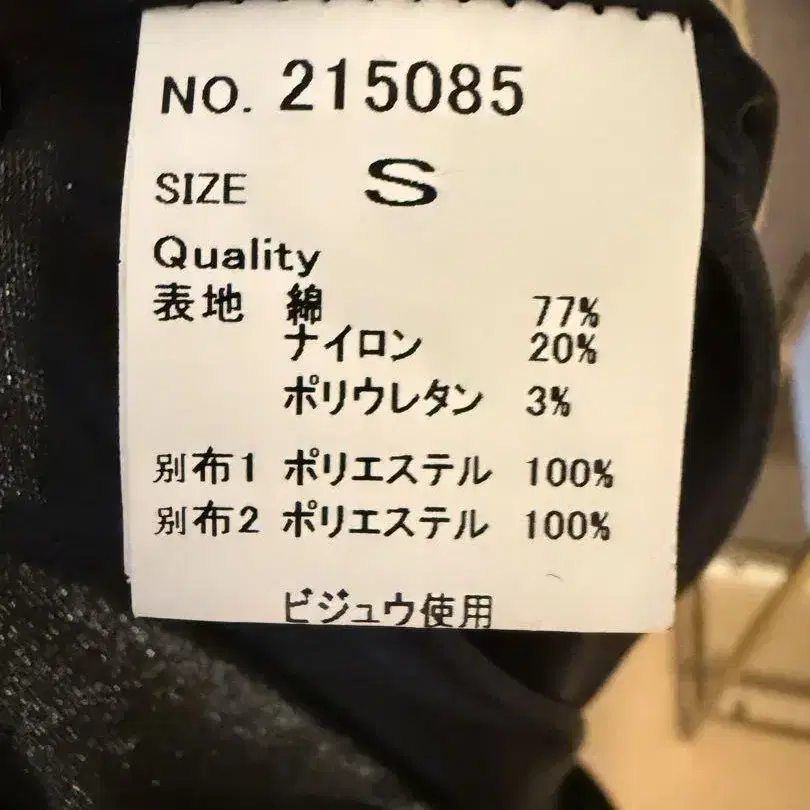 NO. 215085
SIZE S
Quality
表地 綿 77%
ナイロン 20%
ポリウレタン 3%
別布1 ポリエステル 100%
別布2 ポリエステル 100%
ビジュウ使用